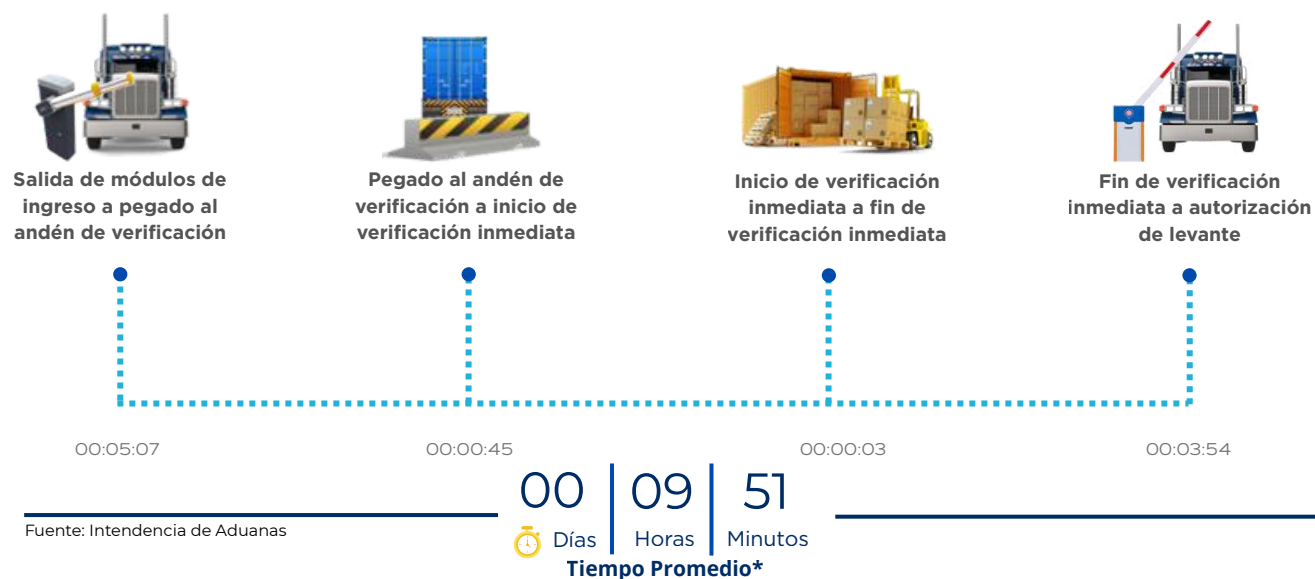 Salida de módulos de
ingreso a pegado al
andén de verificación
Pegado al andén de
verificación a inicio de
verificación inmediata
Inicio de verificación
inmediata a fin de
verificación inmediata
Fin de verificación
inmediata a autorización
de levante
00:05:07
00:00:45
00:00:03
00:03:54
00 09 51
Días Horas Minutos
Tiempo Promedio*
Fuente: Intendencia de Aduanas